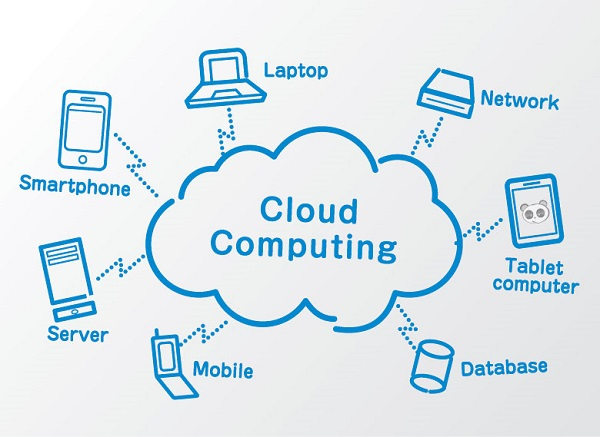 Laptop
Network
Smartphone
Cloud
Computing
Tablet
computer
Server
Mobile
Database